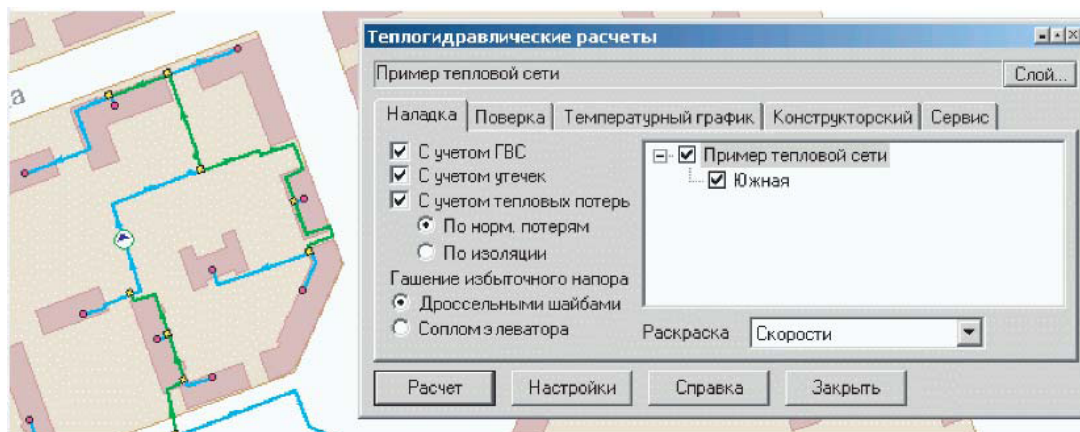 а
Теплогидравлические расчеты
Пример тепловой сети
Слой...
Наладка Поверка Температурный график Конструкторский Сервис
С учетом ГВС
С учетом утечек
С учетом тепловых потерь
По норм. потерям
По изоляции
Гашение избыточного напора
Дроссельными шайбами
Соплом элеватора
Пример тепловой сети
Южная
Раскраска Скорости
Расчет Настройки Справка Закрыть